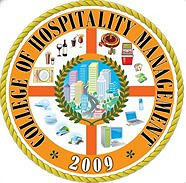 COLLEGE OF HOSPITALITY MANAGEMENT
2009